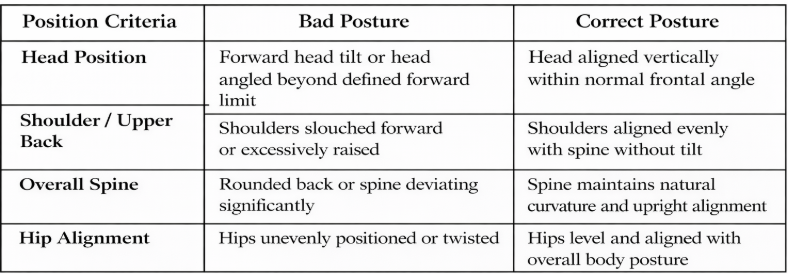 Position Criteria Bad Posture Correct Posture
Head Position Forward head tilt or head Head aligned vertically
angled beyond defined forward within normal frontal angle
limit
Shoulder / Upper Shoulders slouched forward Shoulders aligned evenly
Back or excessively raised with spine without tilt
Overall Spine Rounded back or spine deviating Spine maintains natural
significantly curvature and upright alignment
Hip Alignment Hips unevenly positioned or twisted Hips level and aligned with
overall body posture